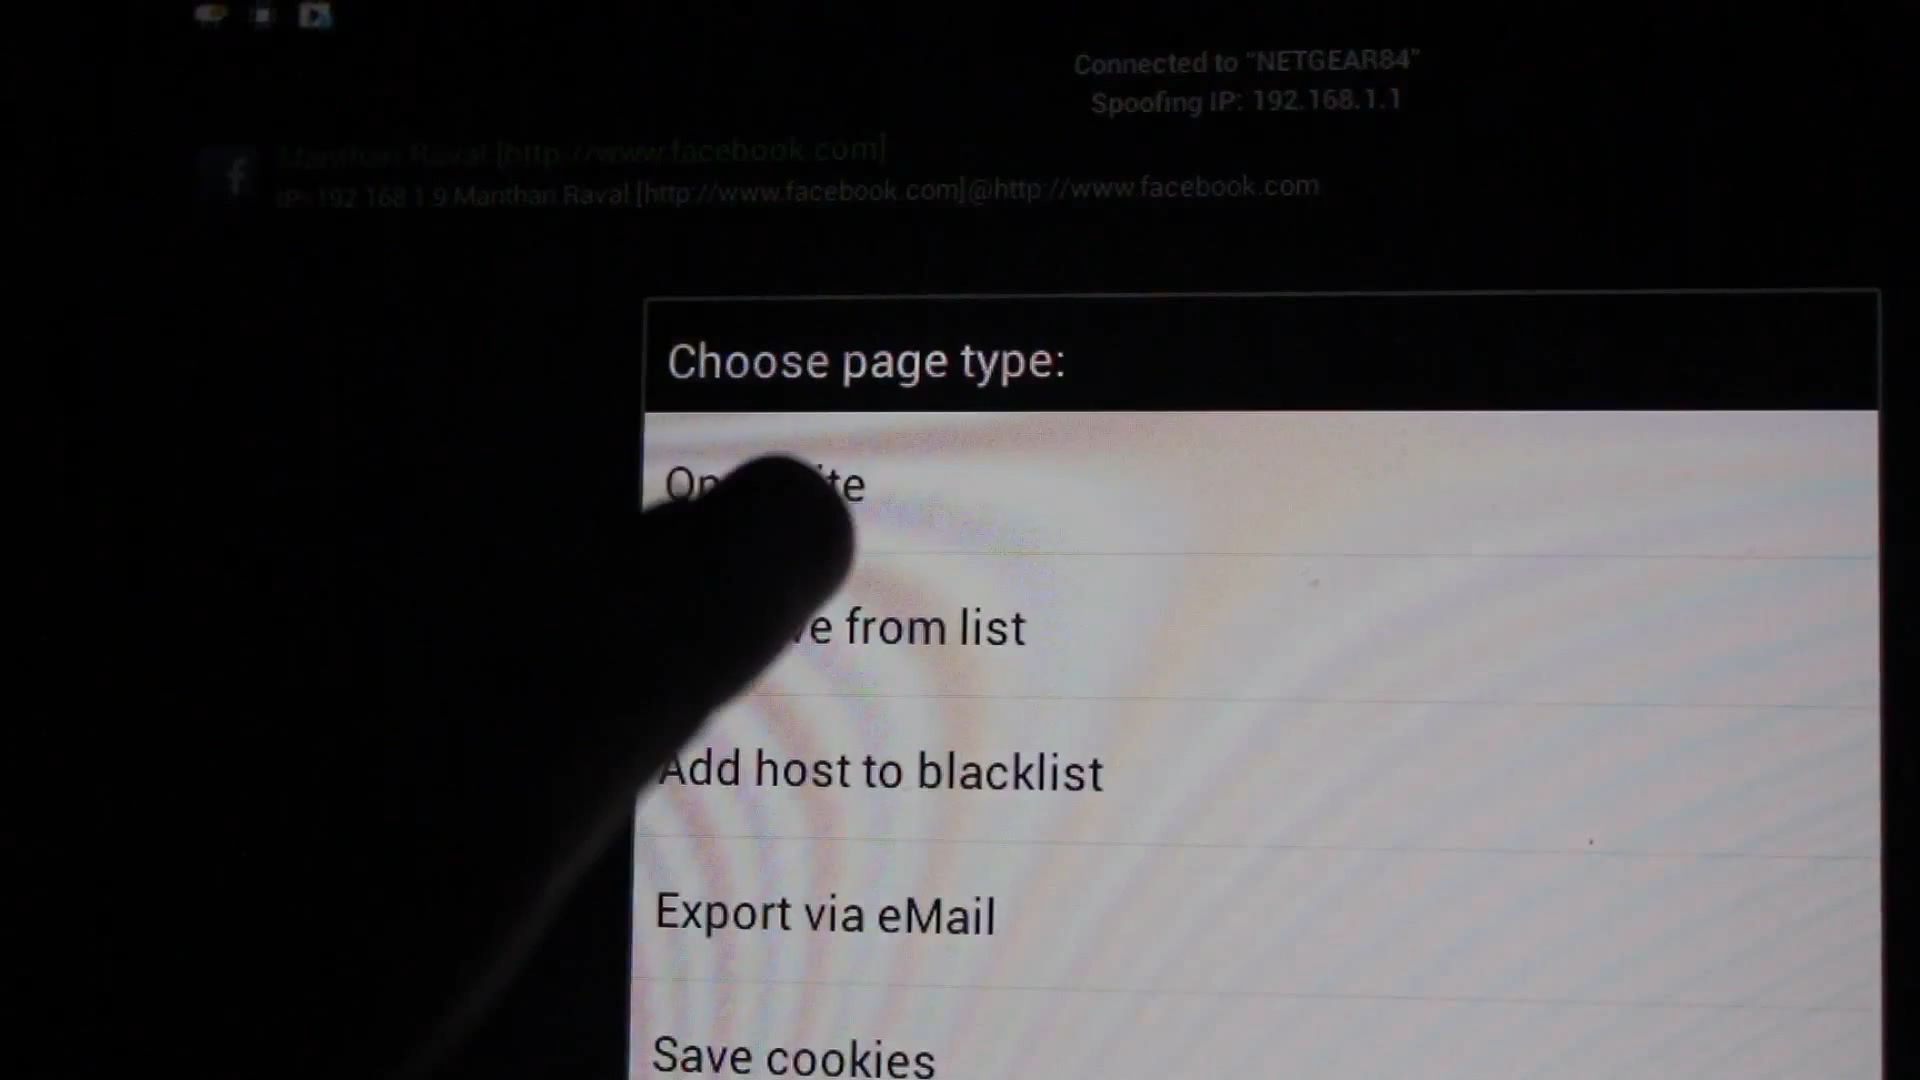 Connected to "NETGEAR84"
Spoofing IP: 192.168.1.1
f
Manthan Raval [http://www.facebook.com]
IP: 192.168.1.9 Manthan Raval [http://www.facebook.com]@http://www.facebook.com
Choose page type:
from list
Add host to blacklist
Export via eMail
Save cookies